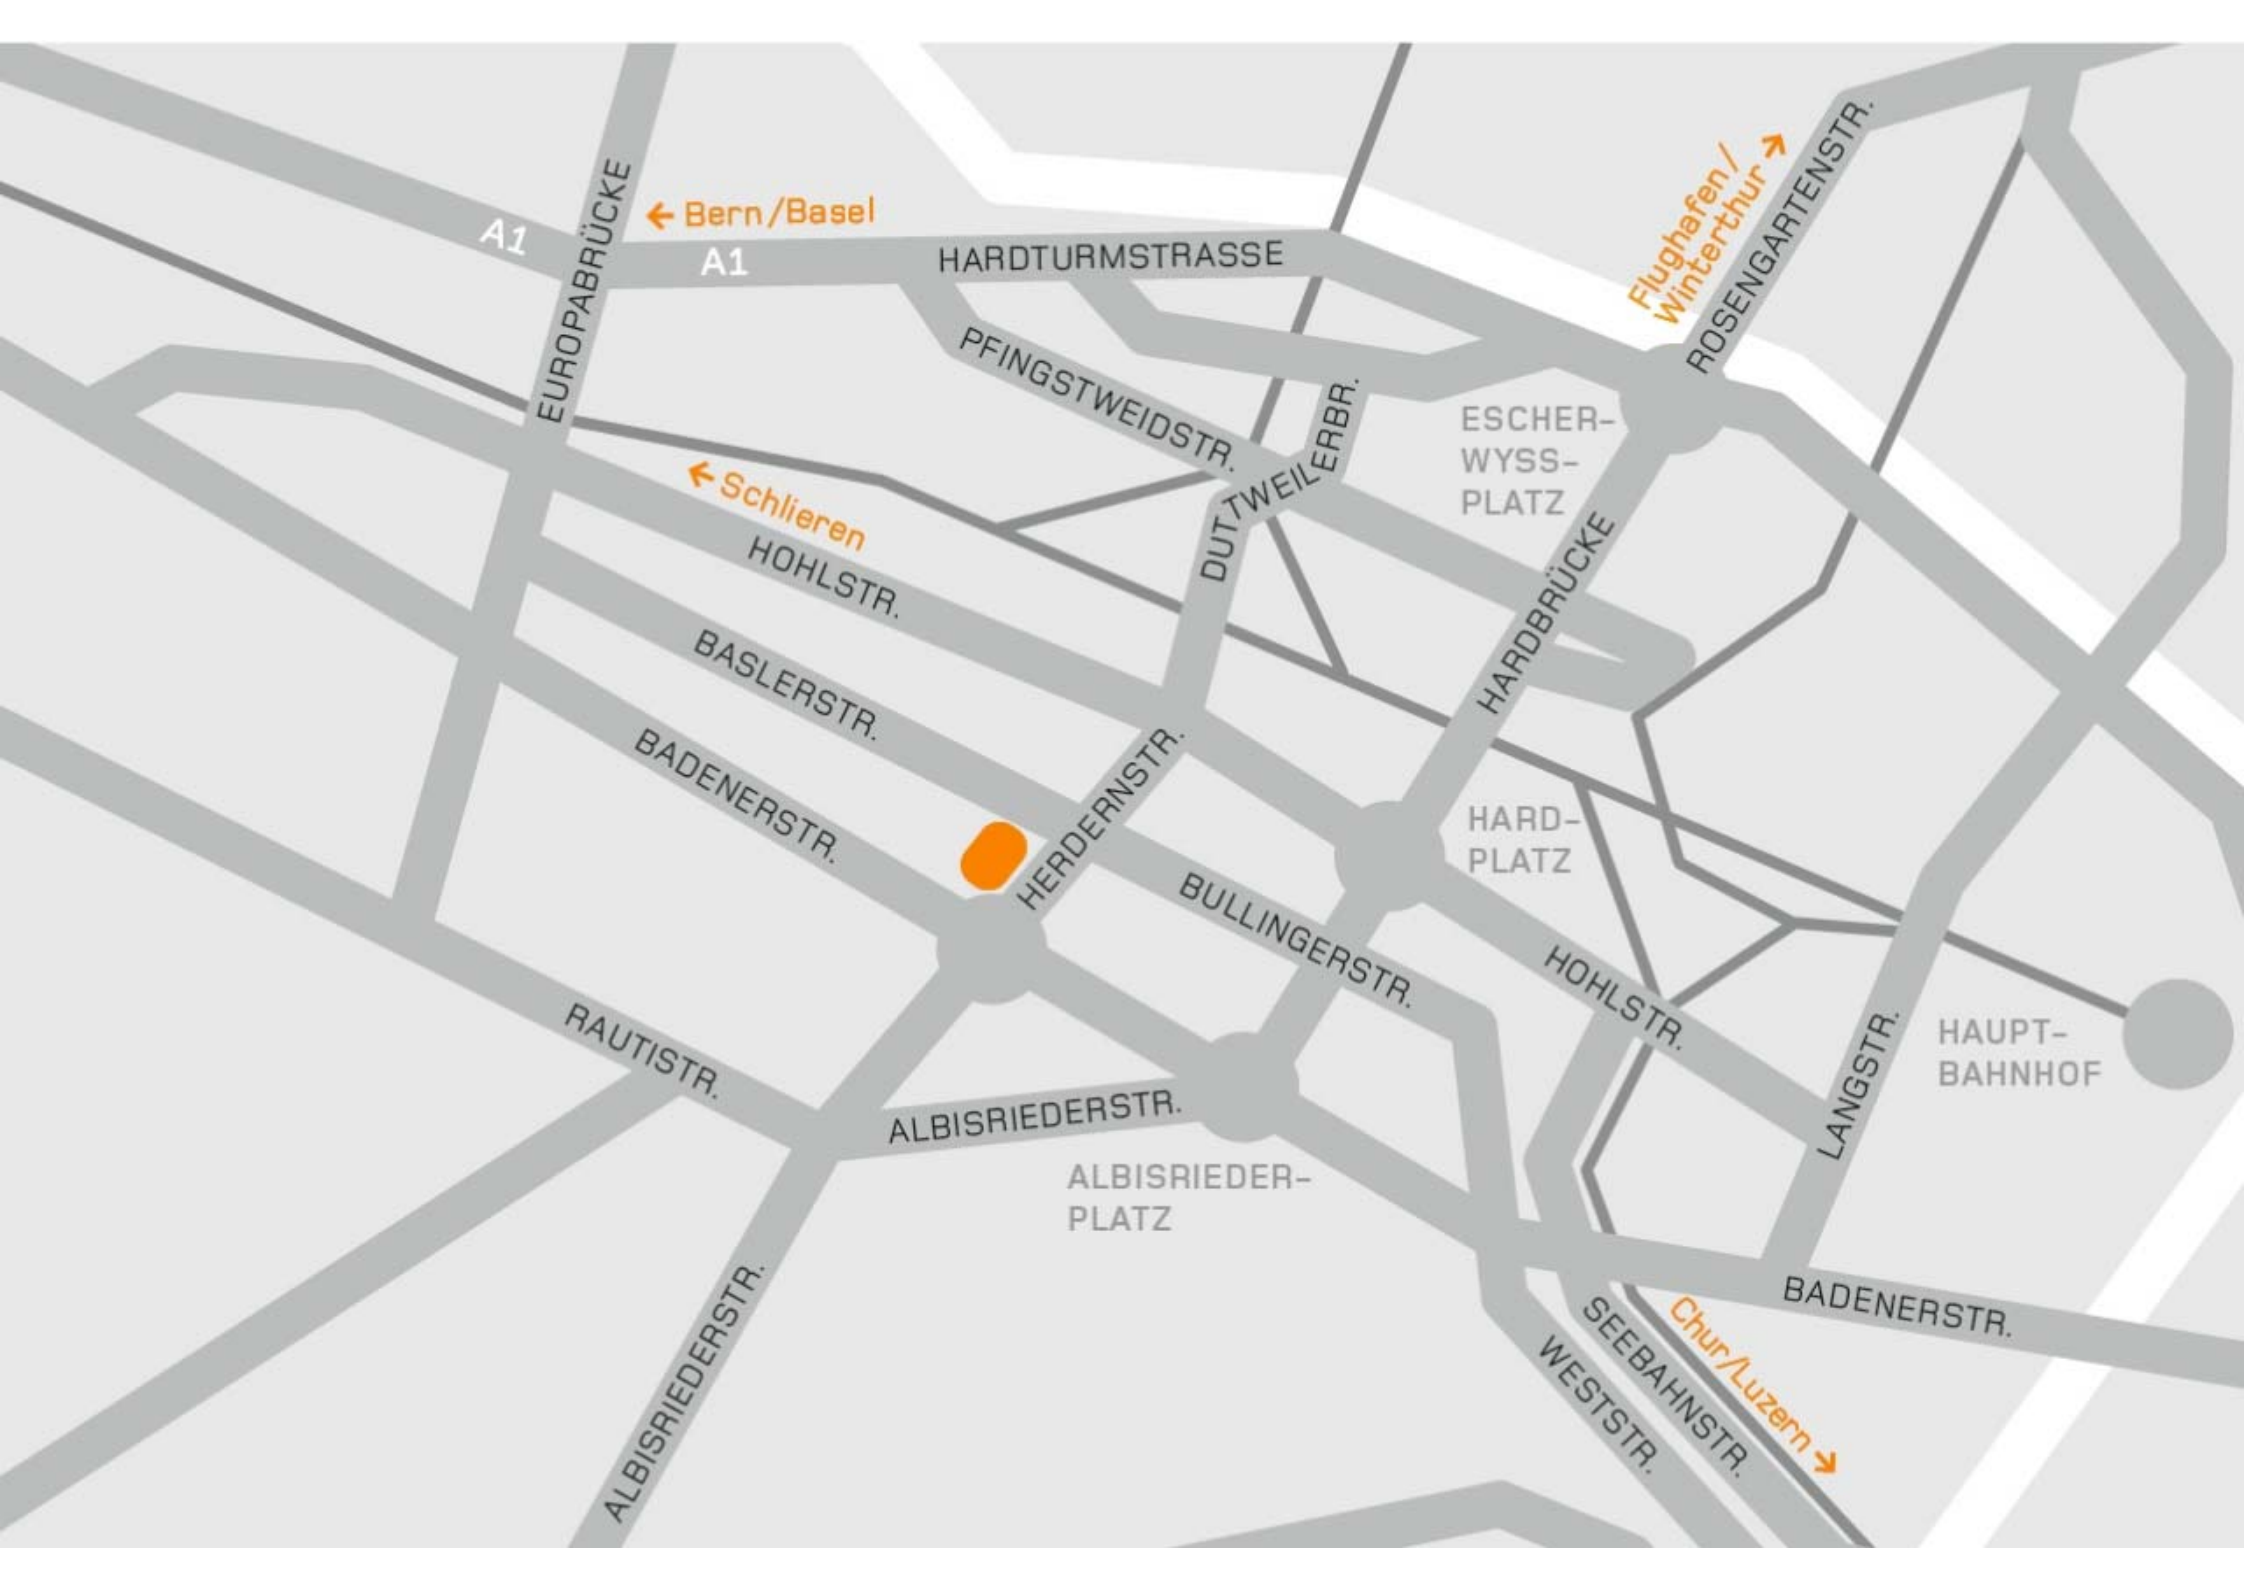 A1
EUROPABRÜCKE
← Bern/Basel
A1
HARDTURMSTRASSE
Flughafen/
Winterthur →
ROSENGARTENSTR.
PFINGSTWEIDSTR.
DUTTWEILERBR.
ESCHER-
WYSS-
PLATZ
← Schlieren
HOHLSTR.
HARDBRÜCKE
BASLERSTR.
BADENERSTR.
HERDERNSTR.
HARD-
PLATZ
BULLINGERSTR.
HOHLSTR.
RAUTISTR.
LANGSTR.
HAUPT-
BAHNHOF
ALBISRIEDERSTR.
ALBISRIEDER-
PLATZ
ALBISRIEDERSTR.
BADENERSTR.
SEEBAHNSTR.
WESTSTR.
Chur/Luzern →